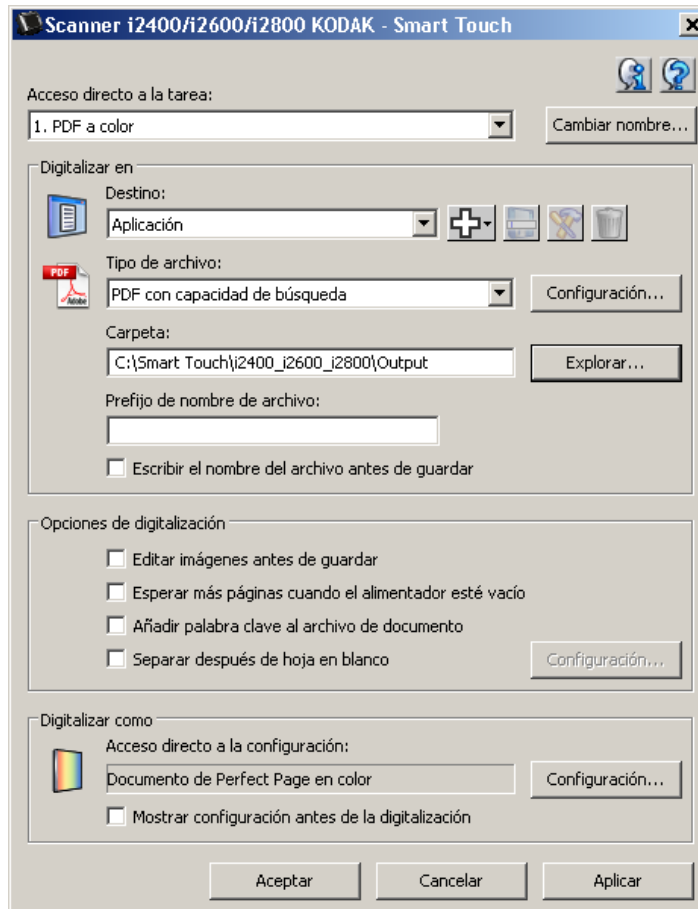 Scanner i2400/i2600/i2800 KODAK - Smart Touch
Acceso directo a la tarea:
1. PDF a color
Cambiar nombre...
Digitalizar en
Destino:
Aplicación
PDF
Adobe
Tipo de archivo:
PDF con capacidad de búsqueda
Configuración...
Carpeta:
C:\Smart Touch\i2400_i2600_i2800\Output
Explorar...
Prefijo de nombre de archivo:
Escribir el nombre del archivo antes de guardar
Opciones de digitalización
Editar imágenes antes de guardar
Esperar más páginas cuando el alimentador esté vacío
Añadir palabra clave al archivo de documento
Separar después de hoja en blanco
Configuración...
Digitalizar como
Acceso directo a la configuración:
Documento de Perfect Page en color
Configuración...
Mostrar configuración antes de la digitalización
Aceptar
Cancelar
Aplicar